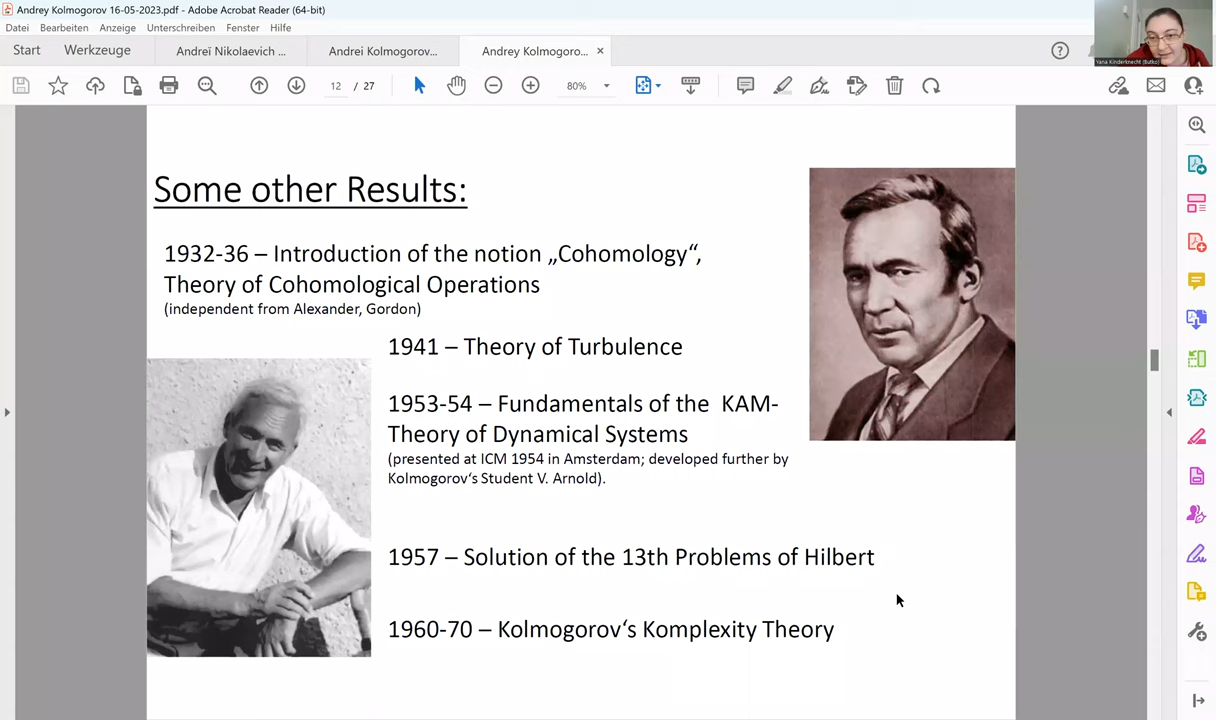 Andrey Kolmogorov 16-05-2023.pdf - Adobe Acrobat Reader (64-bit)
Datei Bearbeiten Anzeige Unterschreiben Fenster Hilfe
Start Werkzeuge Andrei Nikolaevich ... Andrei Kolmogorov... Andrey Kolmogoro... ×
12 / 27 80%
Yana Kinderknecht (Butko)
Some other Results:
1932-36 – Introduction of the notion „Cohomology“,
Theory of Cohomological Operations
(independent from Alexander, Gordon)
1941 – Theory of Turbulence
1953-54 – Fundamentals of the KAM-
Theory of Dynamical Systems
(presented at ICM 1954 in Amsterdam; developed further by
Kolmogorov‘s Student V. Arnold).
1957 – Solution of the 13th Problems of Hilbert
1960-70 – Kolmogorov‘s Komplexity Theory